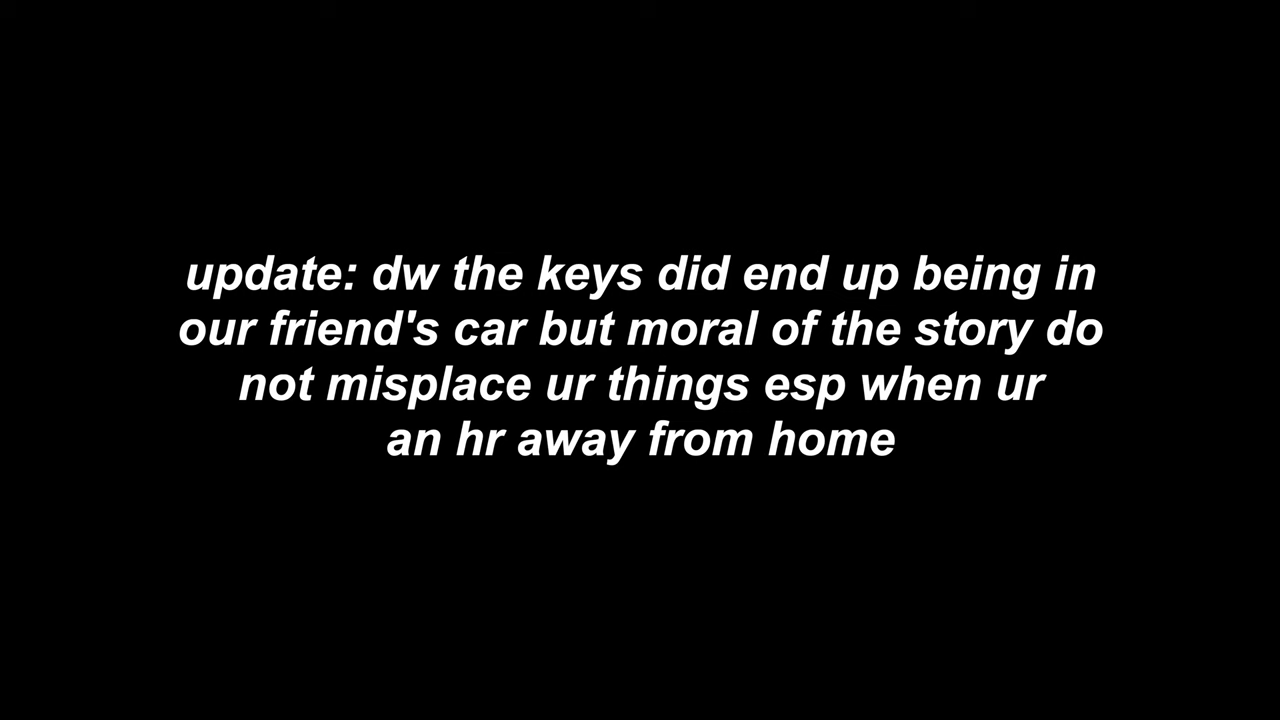 update: dw the keys did end up being in
our friend's car but moral of the story do
not misplace ur things esp when ur
an hr away from home